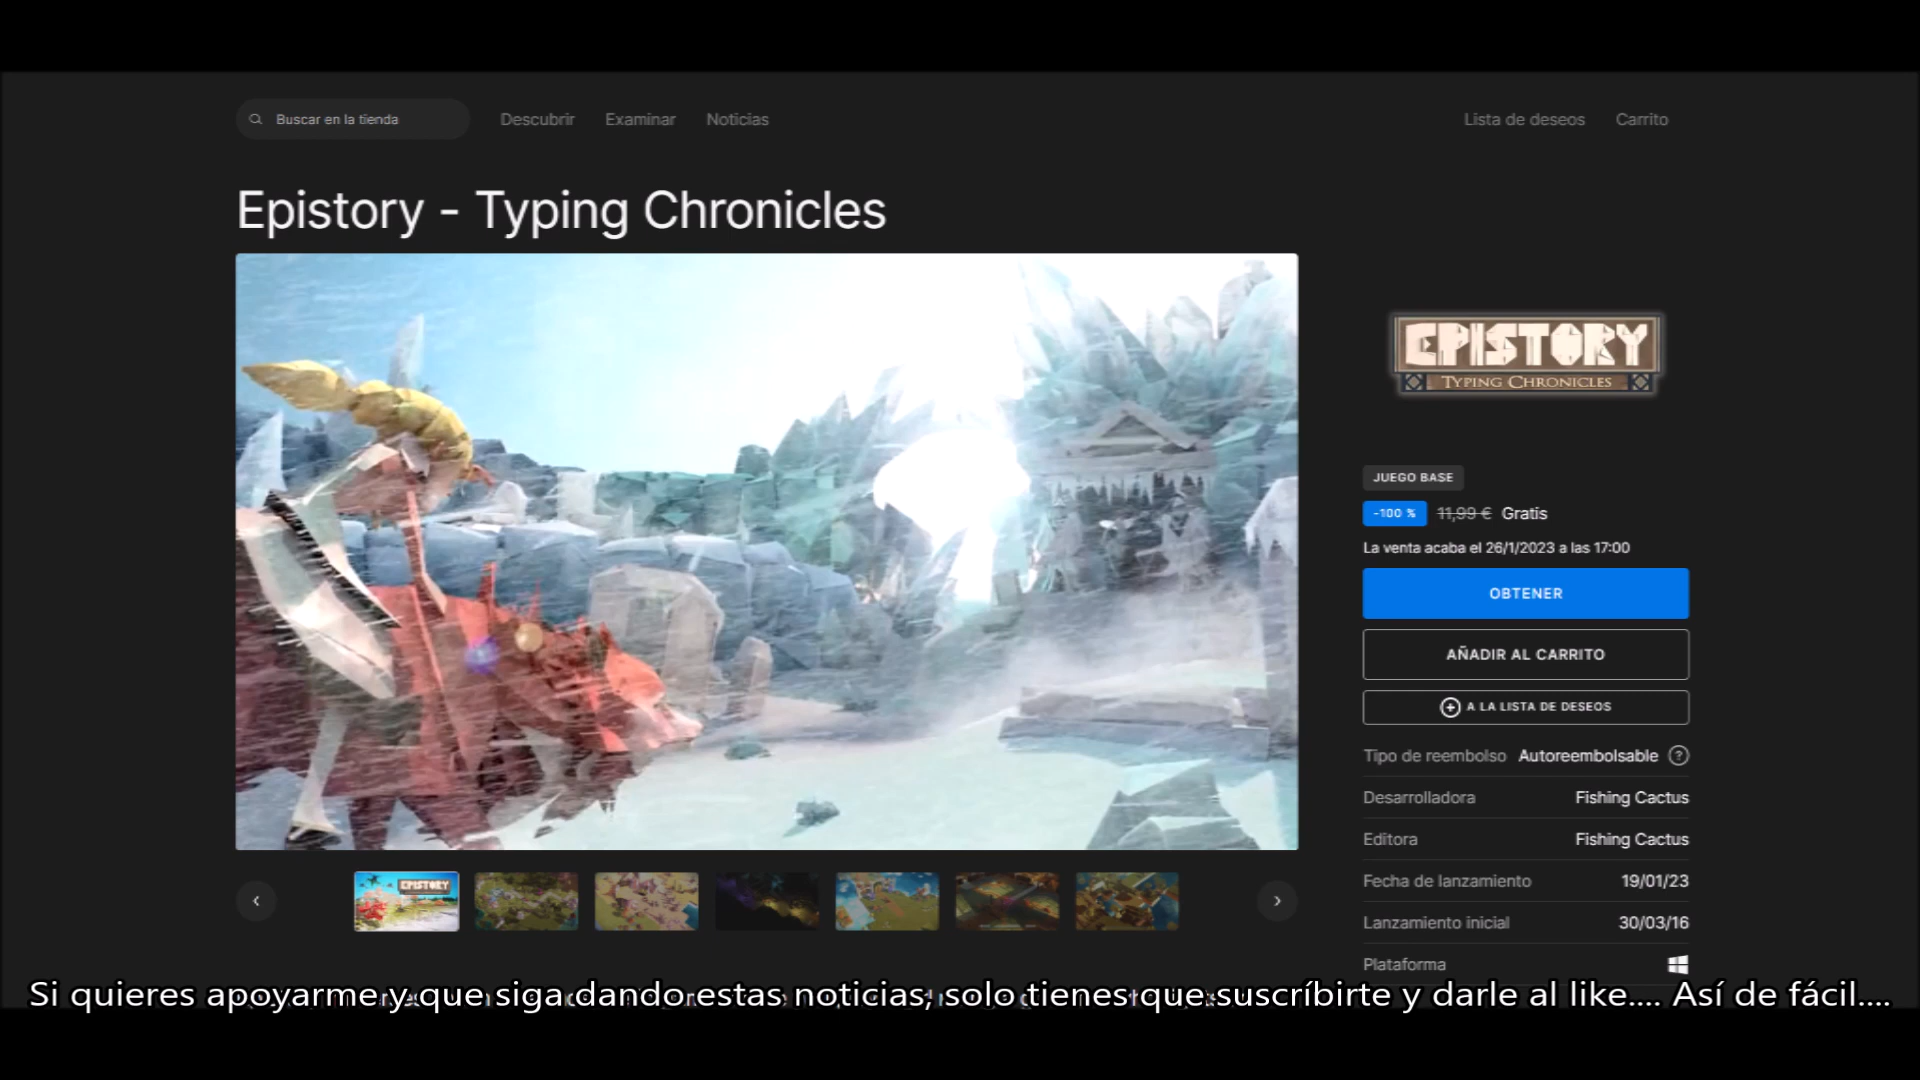 Buscar en la tienda
Descubrir
Examinar
Noticias
Lista de deseos
Carrito
Epistory - Typing Chronicles
EPISTORY
TYPING CHRONICLES
JUEGO BASE
-100 % 11,99 € Gratis
La venta acaba el 26/1/2023 a las 17:00
OBTENER
AÑADIR AL CARRITO
A LA LISTA DE DESEOS
Tipo de reembolso Autoreembolsable ?
Desarrolladora Fishing Cactus
Editora Fishing Cactus
Fecha de lanzamiento 19/01/23
Lanzamiento inicial 30/03/16
EPISTORY
Plataforma
Si quieres apoyarme y que siga dando estas noticias, solo tienes que suscríbirte y darle al like.... Así de fácil....